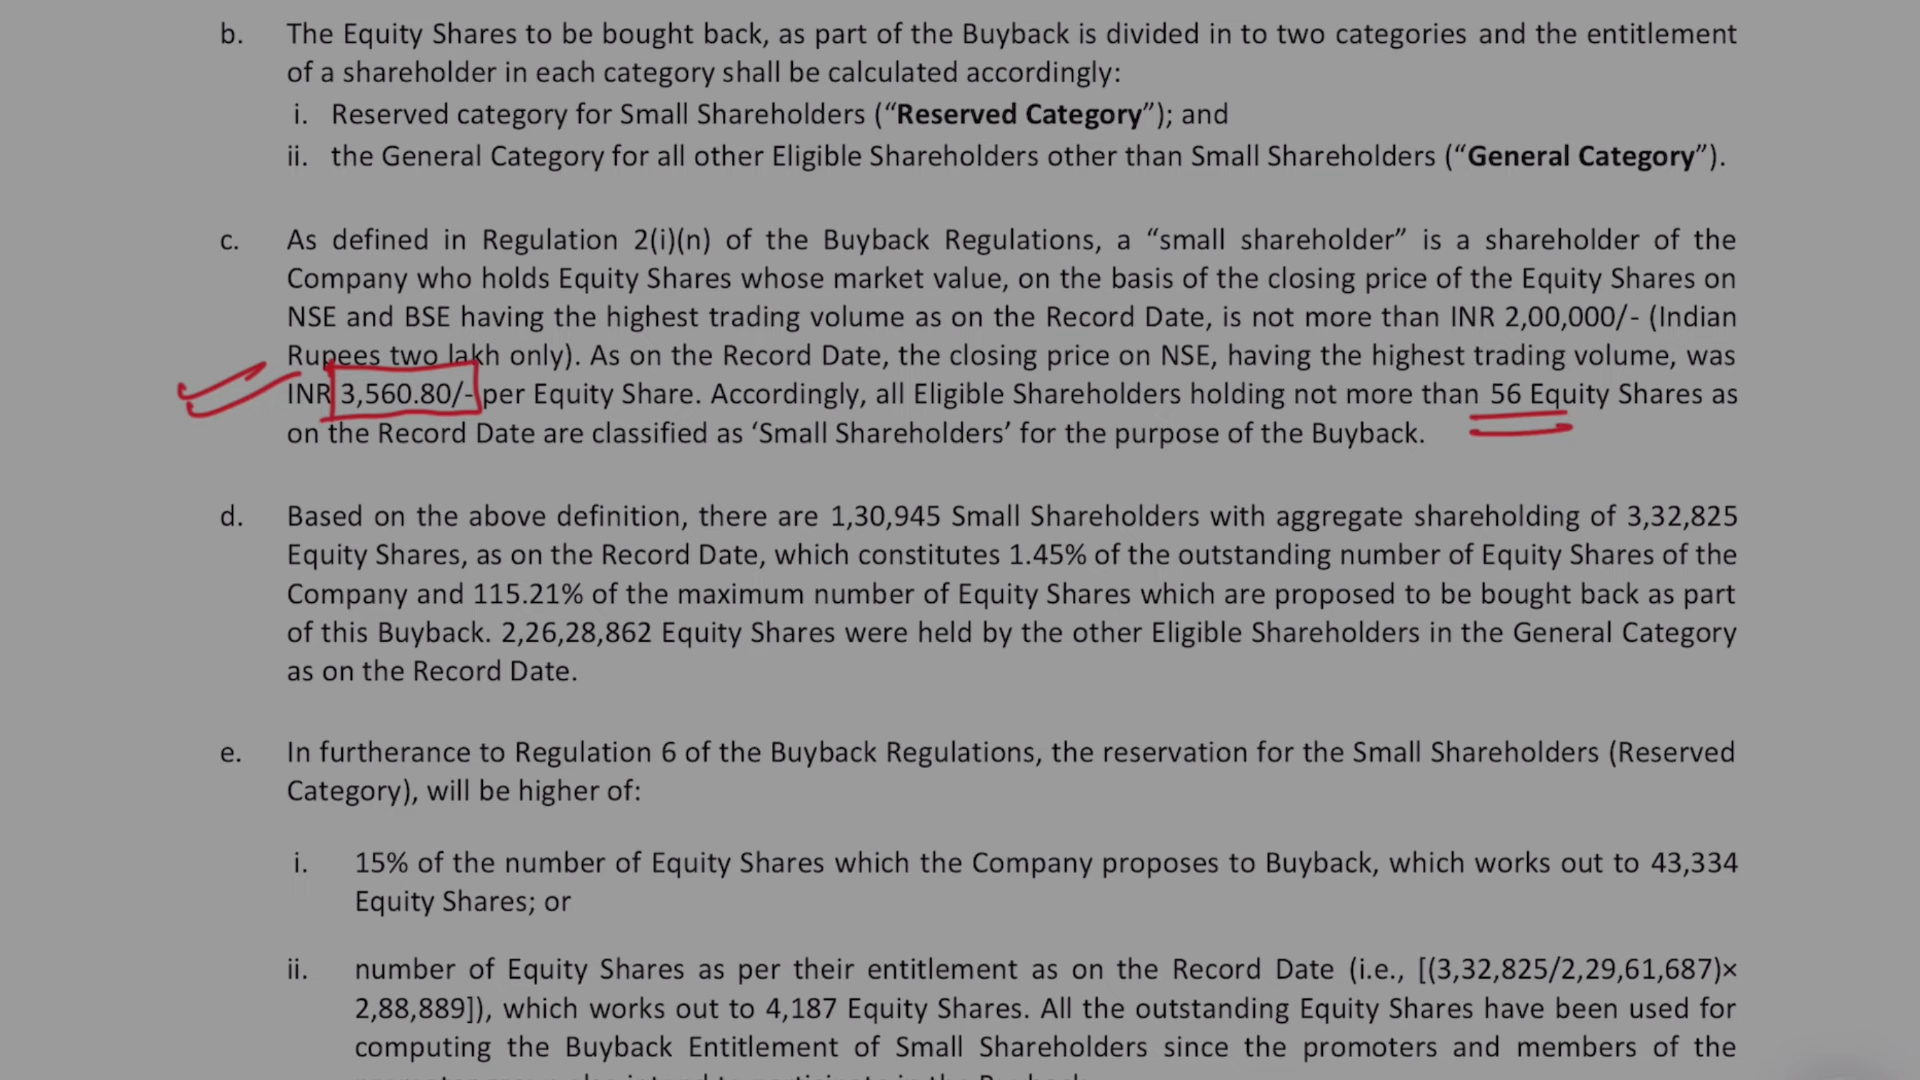 b. The Equity Shares to be bought back, as part of the Buyback is divided in to two categories and the entitlement
of a shareholder in each category shall be calculated accordingly:
i. Reserved category for Small Shareholders (“Reserved Category”); and
ii. the General Category for all other Eligible Shareholders other than Small Shareholders (“General Category”).
c. As defined in Regulation 2(i)(n) of the Buyback Regulations, a “small shareholder” is a shareholder of the
Company who holds Equity Shares whose market value, on the basis of the closing price of the Equity Shares on
NSE and BSE having the highest trading volume as on the Record Date, is not more than INR 2,00,000/- (Indian
Rupees two lakh only). As on the Record Date, the closing price on NSE, having the highest trading volume, was
INR 3,560.80/- per Equity Share. Accordingly, all Eligible Shareholders holding not more than 56 Equity Shares as
on the Record Date are classified as ‘Small Shareholders’ for the purpose of the Buyback.
d. Based on the above definition, there are 1,30,945 Small Shareholders with aggregate shareholding of 3,32,825
Equity Shares, as on the Record Date, which constitutes 1.45% of the outstanding number of Equity Shares of the
Company and 115.21% of the maximum number of Equity Shares which are proposed to be bought back as part
of this Buyback. 2,26,28,862 Equity Shares were held by the other Eligible Shareholders in the General Category
as on the Record Date.
e. In furtherance to Regulation 6 of the Buyback Regulations, the reservation for the Small Shareholders (Reserved
Category), will be higher of:
i. 15% of the number of Equity Shares which the Company proposes to Buyback, which works out to 43,334
Equity Shares; or
ii. number of Equity Shares as per their entitlement as on the Record Date (i.e., [(3,32,825/2,29,61,687)×
2,88,889]), which works out to 4,187 Equity Shares. All the outstanding Equity Shares have been used for
computing the Buyback Entitlement of Small Shareholders since the promoters and members of the